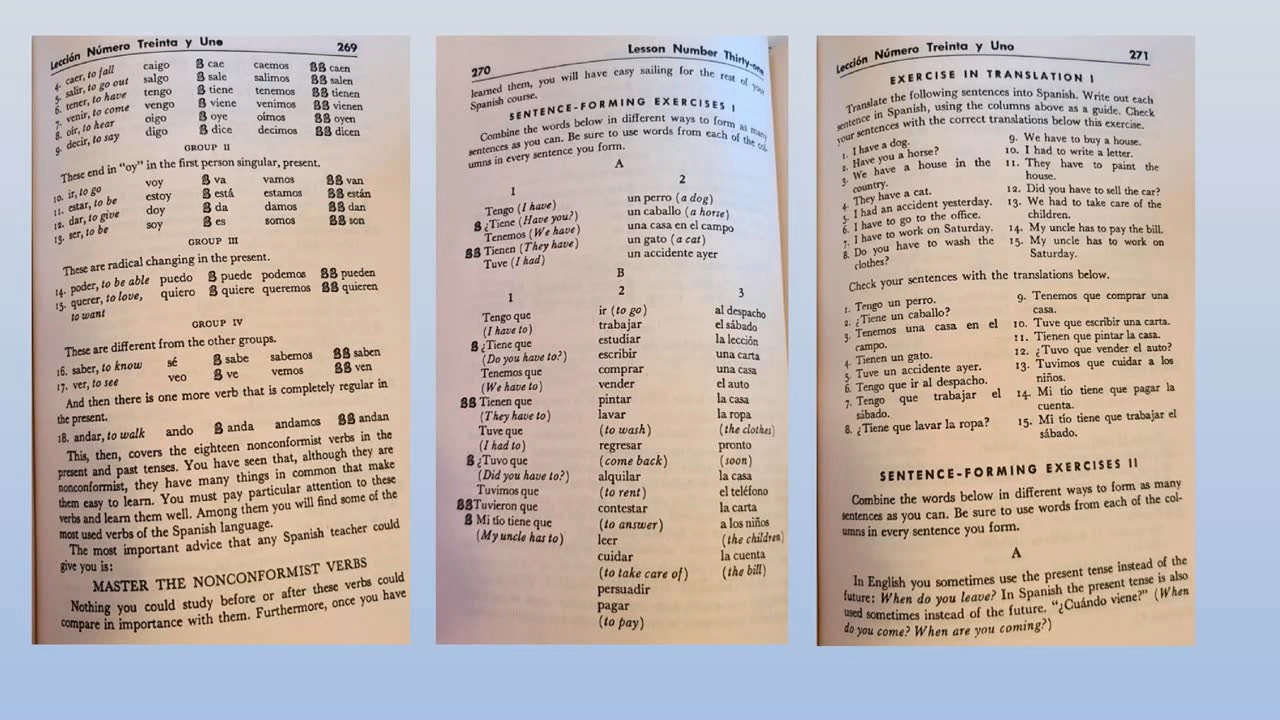 Lección Número Treinta y Uno 269
4. caer, to fall caigo cae caemos caen
5. salir, to go out salgo sale salimos salen
6. tener, to have tengo tiene tenemos tienen
7. venir, to come vengo viene venimos vienen
8. oir, to hear oigo oye oímos oyen
9. decir, to say digo dice decimos dicen
GROUP II
These end in "oy" in the first person singular, present.
10. ir, to go voy va vamos van
11. estar, to be estoy está estamos están
12. dar, to give doy da damos dan
13. ser, to be soy es somos son
GROUP III
These are radical changing in the present.
14. poder, to be able puedo puede podemos pueden
15. querer, to love, quiero quiere queremos quieren
to want
GROUP IV
These are different from the other groups.
16. saber, to know sé sabe sabemos saben
17. ver, to see veo ve vemos ven
And then there is one more verb that is completely regular in
the present.
18. andar, to walk ando anda andamos andan
This, then, covers the eighteen nonconformist verbs in the
present and past tenses. You have seen that, although they are
nonconformist, they have many things in common that make
them easy to learn. You must pay particular attention to these
verbs and learn them well. Among them you will find some of the
most used verbs of the Spanish language.
The most important advice that any Spanish teacher could
give you is:
MASTER THE NONCONFORMIST VERBS
Nothing you could study before or after these verbs could
compare in importance with them. Furthermore, once you have
270 Lesson Number Thirty-one
learned them, you will have easy sailing for the rest of your
Spanish course.
SENTENCE-FORMING EXERCISES I
Combine the words below in different ways to form as many
sentences as you can. Be sure to use words from each of the col-
umns in every sentence you form.
A
1 2
Tengo (I have) un perro (a dog)
¿Tiene (Have you?) un caballo (a horse)
Tenemos (We have) una casa en el campo
Tienen (They have) un gato (a cat)
Tuve (I had) un accidente ayer
B
1 2 3
Tengo que ir (to go) al despacho
(I have to) trabajar el sábado
¿Tiene que estudiar la lección
(Do you have to?) escribir una carta
Tenemos que comprar una casa
(We have to) vender el auto
Tienen que pintar la casa
(They have to) lavar la ropa
Tuve que (to wash) (the clothes)
(I had to) regresar pronto
¿Tuvo que (come back) (soon)
(Did you have to?) alquilar la casa
Tuvimos que (to rent) el teléfono
Tuvieron que contestar la carta
Mi tío tiene que (to answer) a los niños
(My uncle has to) leer (the children)
cuidar la cuenta
(to take care of) (the bill)
persuadir
pagar
(to pay)
Lección Número Treinta y Uno 271
EXERCISE IN TRANSLATION I
Translate the following sentences into Spanish. Write out each
sentence in Spanish, using the columns above as a guide. Check
your sentences with the correct translations below this exercise.
1. I have a dog.
2. Have you a horse?
3. We have a house in the
country.
4. They have a cat.
5. I had an accident yesterday.
6. I have to go to the office.
7. I have to work on Saturday.
8. Do you have to wash the
clothes?
9. We have to buy a house.
10. I had to write a letter.
11. They have to paint the
house.
12. Did you have to sell the car?
13. We had to take care of the
children.
14. My uncle has to pay the bill.
15. My uncle has to work on
Saturday.
Check your sentences with the translations below.
1. Tengo un perro.
2. ¿Tiene un caballo?
3. Tenemos una casa en el
campo.
4. Tienen un gato.
5. Tuve un accidente ayer.
6. Tengo que ir al despacho.
7. Tengo que trabajar el
sábado.
8. ¿Tiene que lavar la ropa?
9. Tenemos que comprar una
casa.
10. Tuve que escribir una carta.
11. Tienen que pintar la casa.
12. ¿Tuvo que vender el auto?
13. Tuvimos que cuidar a los
niños.
14. Mi tío tiene que pagar la
cuenta.
15. Mi tío tiene que trabajar el
sábado.
SENTENCE-FORMING EXERCISES II
Combine the words below in different ways to form as many
sentences as you can. Be sure to use words from each of the col-
umns in every sentence you form.
A
In English you sometimes use the present tense instead of the
future: When do you leave? In Spanish the present tense is also
used sometimes instead of the future. "¿Cuándo viene?" (When
do you come? When are you coming?)